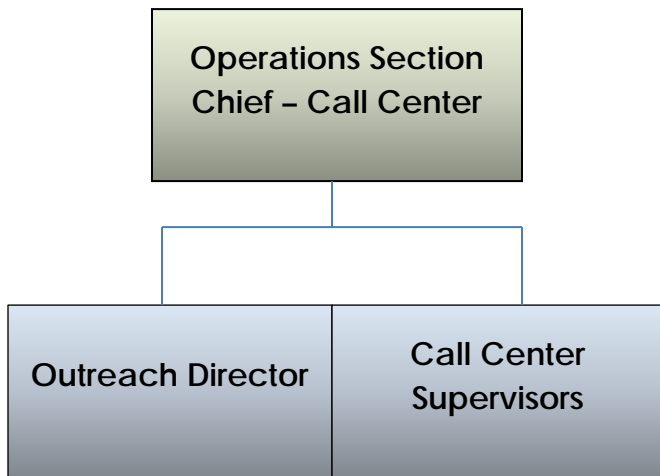 Operations Section
Chief – Call Center
Outreach Director
Call Center
Supervisors